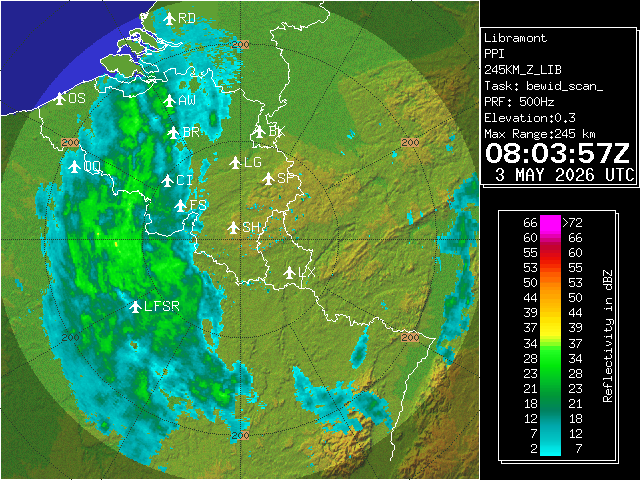 RD
200
OS
AW
BR
BK
200
200
UO
LG
CI
SP
FS
SH
LX
LFSR
200
200
200
Libramont
PPI
245KM_Z_LIB
Task: bewid_scan_
PRF: 500Hz
Elevation:0.3
Max Range:245 km
08:03:57Z
3 MAY 2026 UTC
66 >72
60 66
55 60
53 55
50 53
44 50
39 44
37 39
34 37
28 34
23 28
21 23
18 21
12 18
7 12
2 7
Reflectivity in dBZ